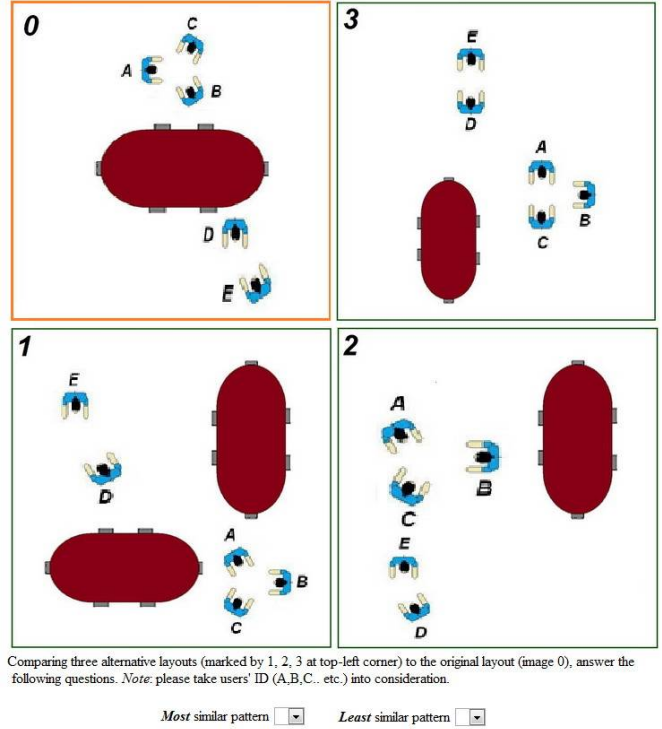 0
C
A
B
D
E
3
E
D
A
B
C
1
E
D
A
B
C
2
A
B
C
E
D
Comparing three alternative layouts (marked by 1, 2, 3 at top-left corner) to the original layout (image 0), answer the
following questions. Note: please take users' ID (A,B,C.. etc.) into consideration.
Most similar pattern Least similar pattern